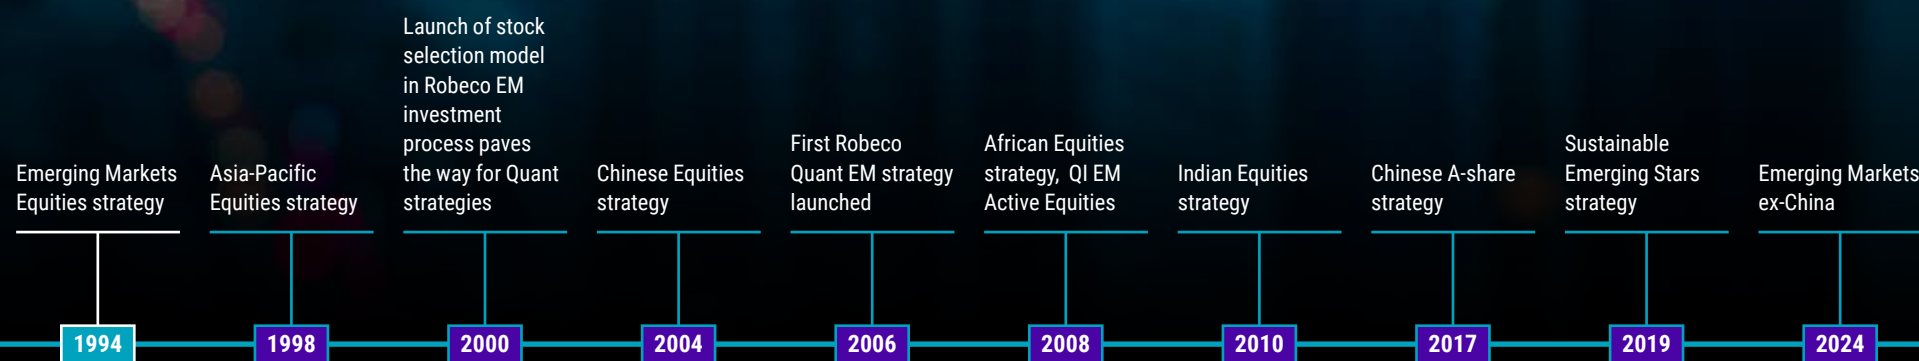 Emerging Markets
Equities strategy
1994
Asia-Pacific
Equities strategy
1998
Launch of stock
selection model
in Robeco EM
investment
process paves
the way for Quant
strategies
2000
Chinese Equities
strategy
2004
First Robeco
Quant EM strategy
launched
2006
African Equities
strategy, QI EM
Active Equities
2008
Indian Equities
strategy
2010
Chinese A-share
strategy
2017
Sustainable
Emerging Stars
strategy
2019
Emerging Markets
ex-China
2024